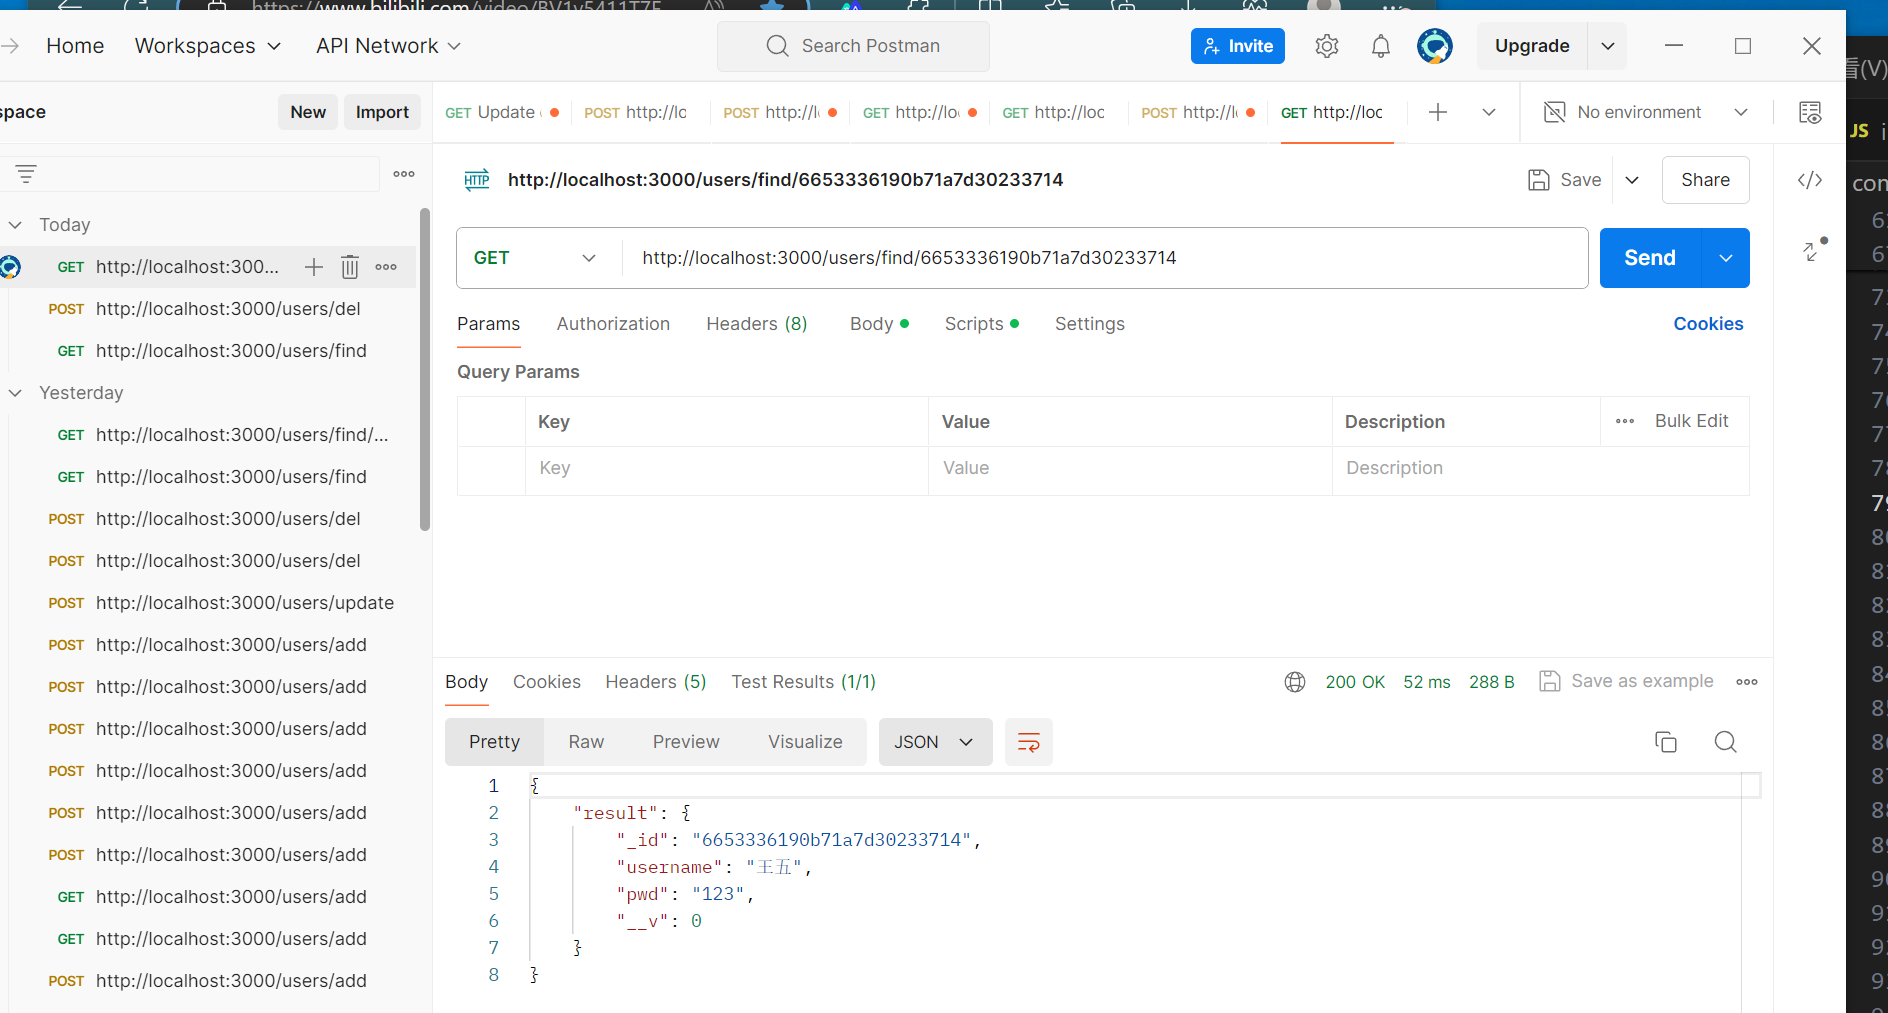 Home Workspaces API Network Search Postman Invite Upgrade
New Import
GET Update POST http://lo POST http://l GET http://lo GET http://loc POST http://l GET http://loc No environment
http://localhost:3000/users/find/6653336190b71a7d30233714 Save Share
Today
GET http://localhost:300...
POST http://localhost:3000/users/del
GET http://localhost:3000/users/find
Yesterday
GET http://localhost:3000/users/find/...
GET http://localhost:3000/users/find
POST http://localhost:3000/users/del
POST http://localhost:3000/users/del
POST http://localhost:3000/users/update
POST http://localhost:3000/users/add
POST http://localhost:3000/users/add
POST http://localhost:3000/users/add
POST http://localhost:3000/users/add
POST http://localhost:3000/users/add
POST http://localhost:3000/users/add
GET http://localhost:3000/users/add
GET http://localhost:3000/users/add
POST http://localhost:3000/users/add
GET http://localhost:3000/users/find/6653336190b71a7d30233714 Send
Params Authorization Headers (8) Body Scripts Settings Cookies
Query Params
Key Value Description Bulk Edit
Key Value Description
Body Cookies Headers (5) Test Results (1/1) 200 OK 52 ms 288 B Save as example
Pretty Raw Preview Visualize JSON
1 {
2 "result": {
3 "_id": "6653336190b71a7d30233714",
4 "username": "王五",
5 "pwd": "123",
6 "__v": 0
7 }
8 }
JS